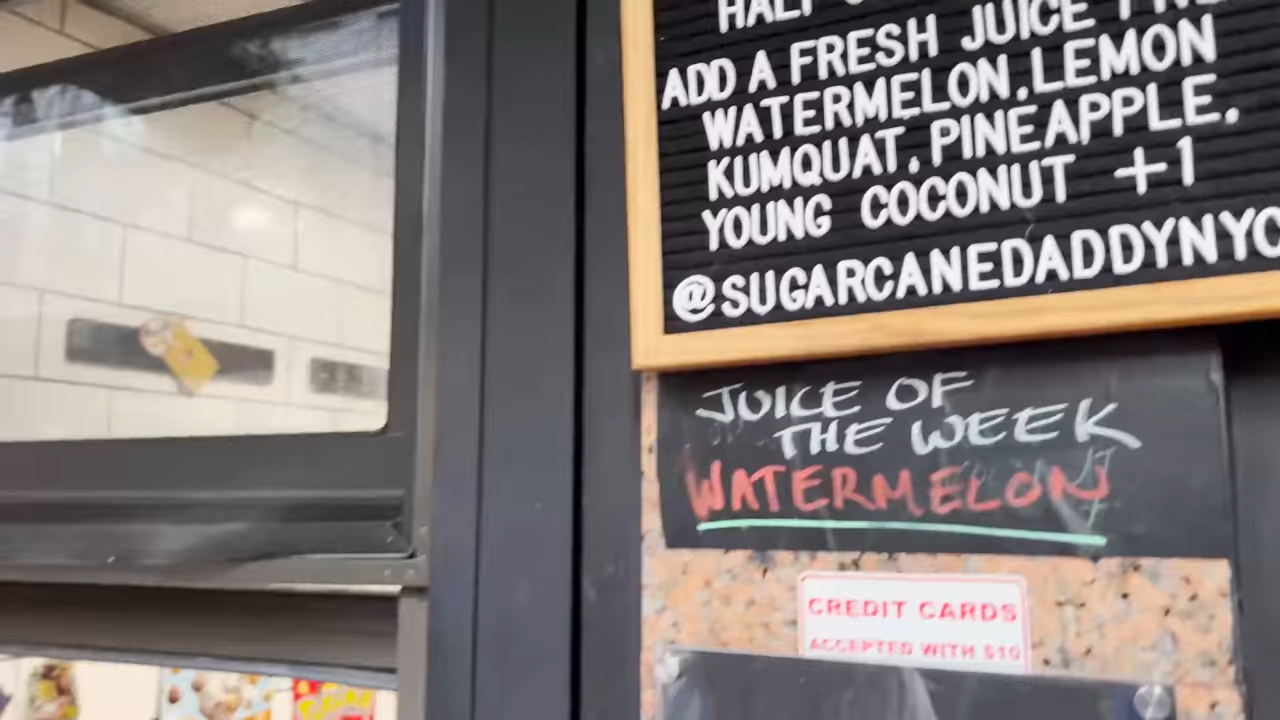 ADD A FRESH JUICE
WATERMELON, LEMON
KUMQUAT, PINEAPPLE,
YOUNG COCONUT +1
@SUGARCANEDADDYNYC
JUICE OF
THE WEEK
WATERMELON
CREDIT CARDS
ACCEPTED WITH $10